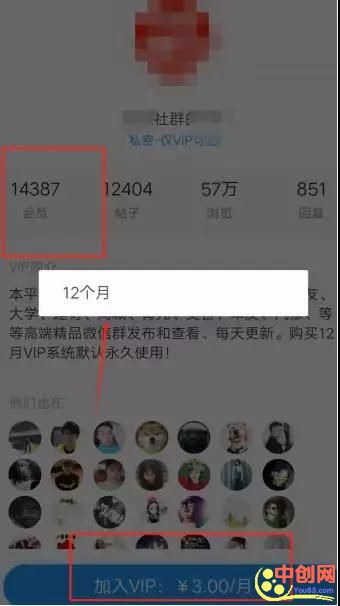 社群
私密-仅VIP可
14387
12404
57万
851
会员
帖子
浏览
回复
VIP简介
12个月
本平
友、
大学、
等
等高端精品微信群发布和查看、每天更新。购买12
月VIP系统默认永久使用！
他们也在
加入VIP：￥3.00/月
中创网
You85.com